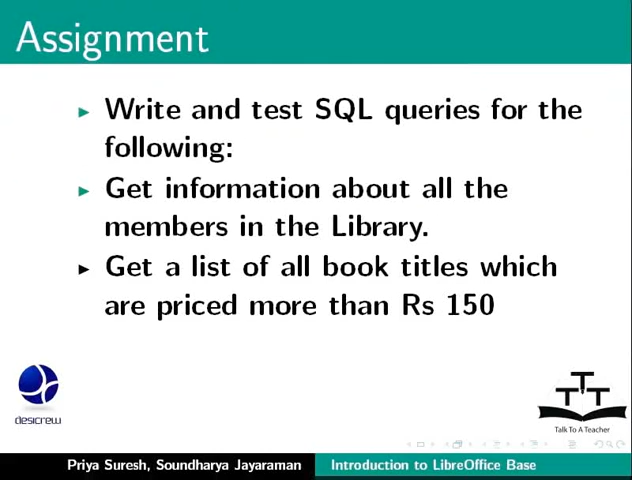 Assignment
Write and test SQL queries for the
following:
Get information about all the
members in the Library.
Get a list of all book titles which
are priced more than Rs 150
desicrew
T T T
Talk To A Teacher
Priya Suresh, Soundharya Jayaraman Introduction to LibreOffice Base